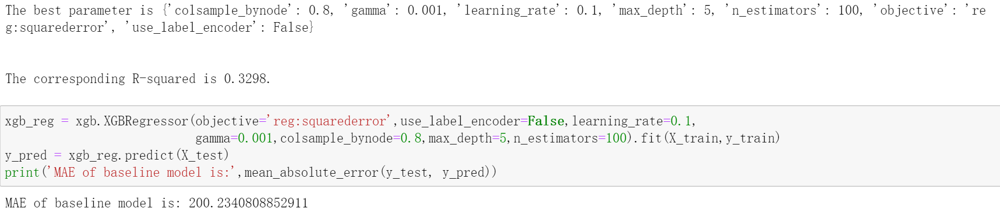 The best parameter is {'colsample_bynode': 0.8, 'gamma': 0.001, 'learning_rate': 0.1, 'max_depth': 5, 'n_estimators': 100, 'objective': 're
g:squarederror', 'use_label_encoder': False}
The corresponding R-squared is 0.3298.
xgb_reg = xgb.XGBRegressor(objective='reg:squarederror',use_label_encoder=False,learning_rate=0.1,
                           gamma=0.001,colsample_bynode=0.8,max_depth=5,n_estimators=100).fit(X_train,y_train)
y_pred = xgb_reg.predict(X_test)
print('MAE of baseline model is:',mean_absolute_error(y_test, y_pred))
MAE of baseline model is: 200.2340808852911